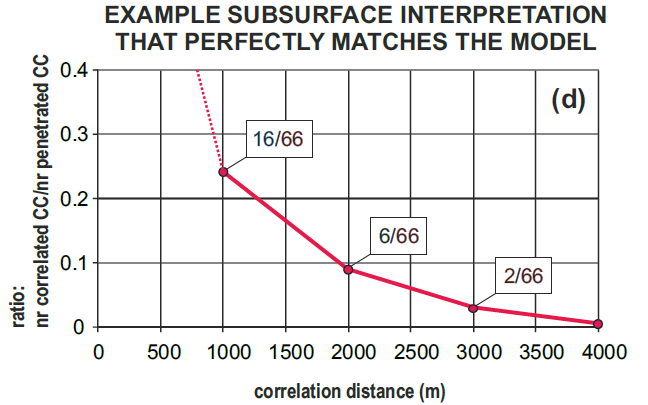 EXAMPLE SUBSURFACE INTERPRETATION
THAT PERFECTLY MATCHES THE MODEL
ratio:
nr correlated CC/nr penetrated CC
0.4
0.3
0.2
0.1
0
(d)
16/66
6/66
2/66
0 500 1000 1500 2000 2500 3000 3500 4000
correlation distance (m)